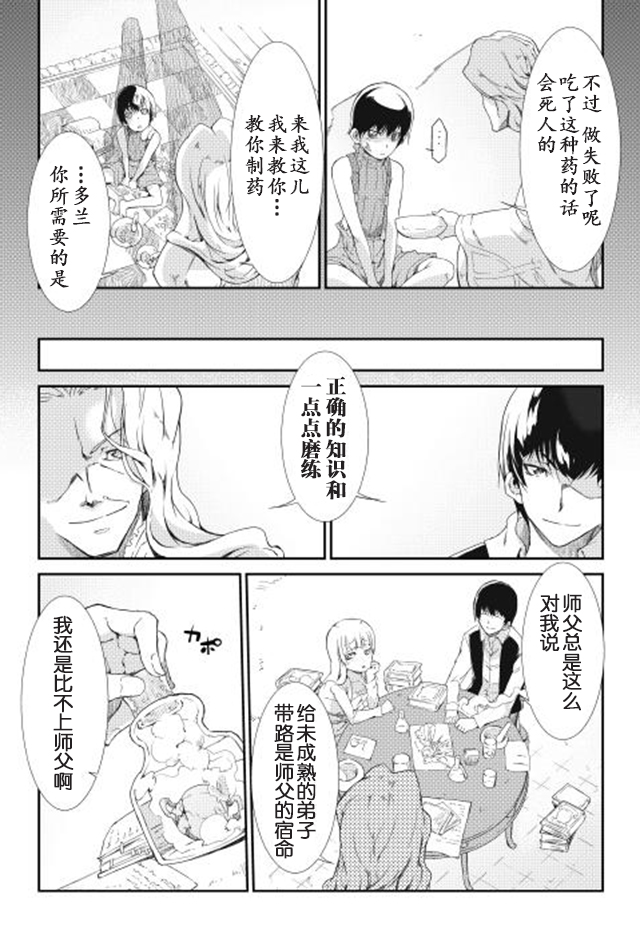 不过 做失败了呢
吃了这种药的话
会死人的
…
来我这儿
我来教你…
教你制药
…多兰
你所需要的是
正确的知识和
一点点磨练
师父总是这么
对我说
给未成熟的弟子
带路是师父的宿命
カポ
我还是比不上师父啊